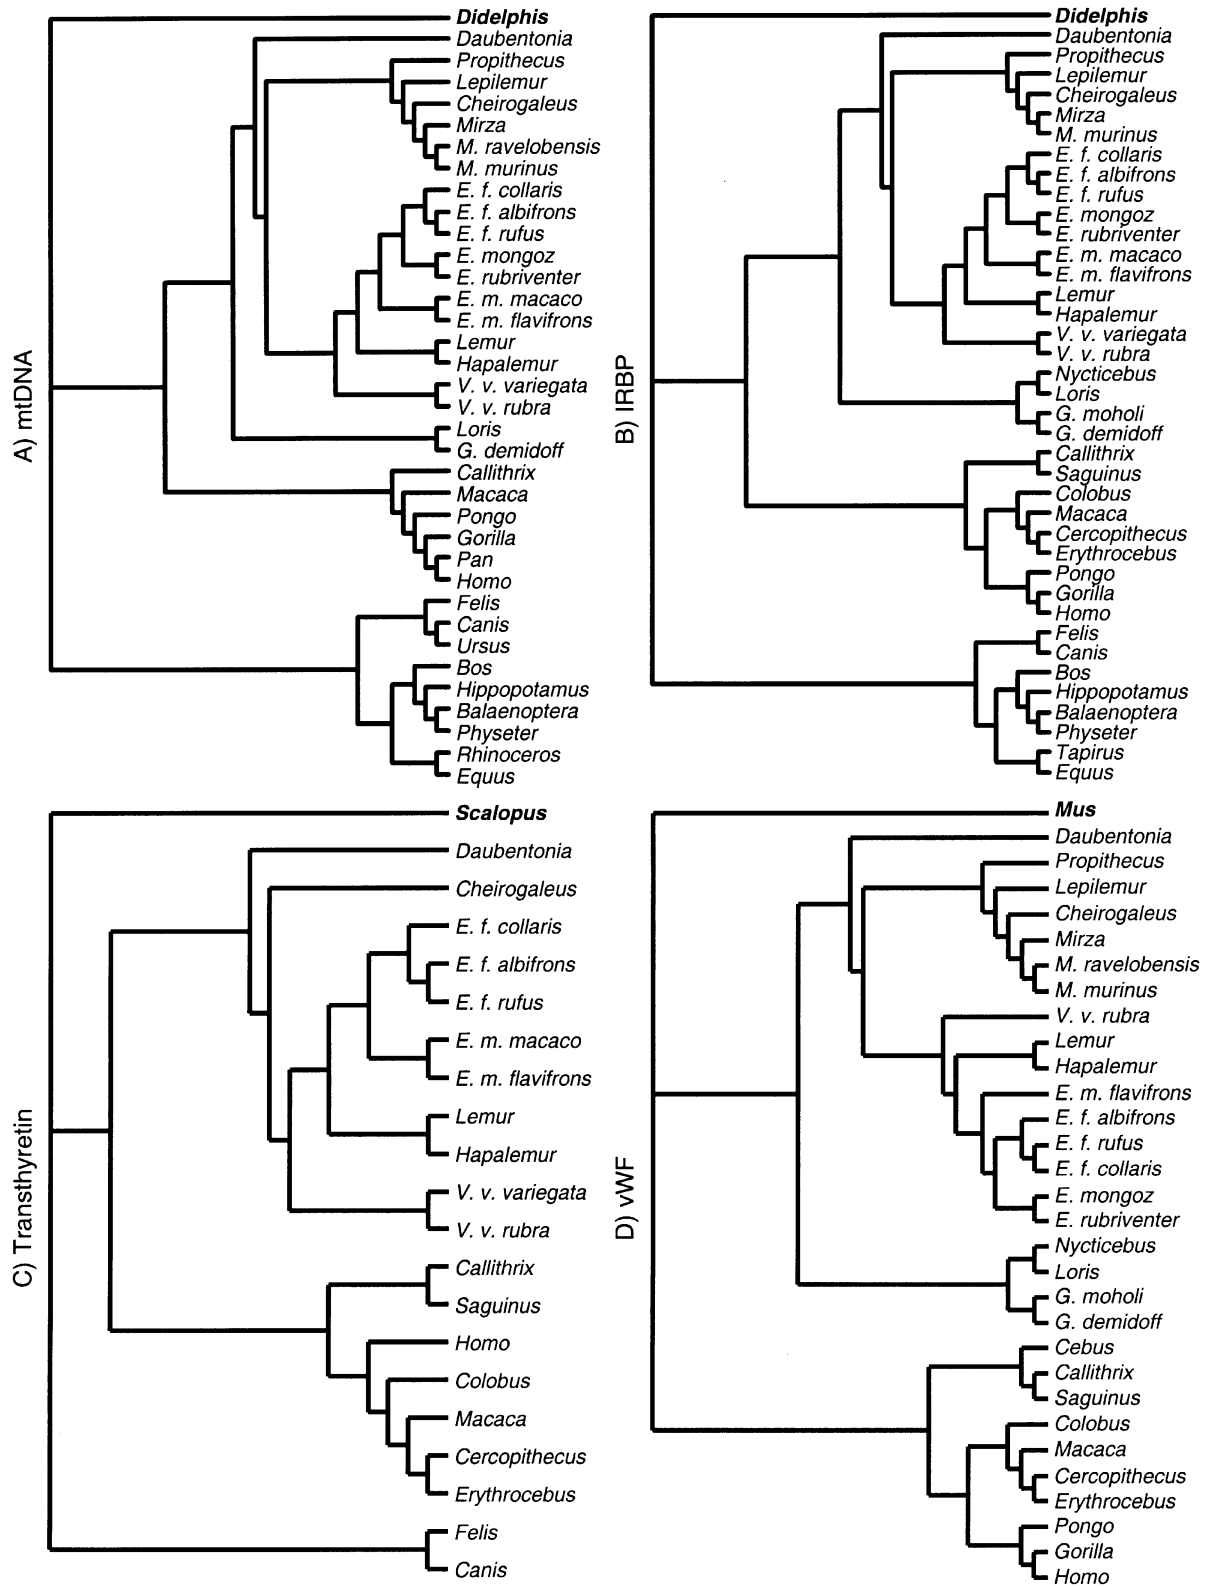 A) mtDNA
Didelphis
Daubentonia
Propithecus
Lepilemur
Cheirogaleus
Mirza
M. ravelobensis
M. murinus
E. f. collaris
E. f. albifrons
E. f. rufus
E. mongoz
E. rubriventer
E. m. macaco
E. m. flavifrons
Lemur
Hapalemur
V. v. variegata
V. v. rubra
Loris
G. demidoff
Callithrix
Macaca
Pongo
Gorilla
Pan
Homo
Felis
Canis
Ursus
Bos
Hippopotamus
Balaenoptera
Physeter
Rhinoceros
Equus
B) IRBP
Didelphis
Daubentonia
Propithecus
Lepilemur
Cheirogaleus
Mirza
M. murinus
E. f. collaris
E. f. albifrons
E. f. rufus
E. mongoz
E. rubriventer
E. m. macaco
E. m. flavifrons
Lemur
Hapalemur
V. v. variegata
V. v. rubra
Nycticebus
Loris
G. moholi
G. demidoff
Callithrix
Saguinus
Colobus
Macaca
Cercopithecus
Erythrocebus
Pongo
Gorilla
Homo
Felis
Canis
Bos
Hippopotamus
Balaenoptera
Physeter
Tapirus
Equus
C) Transthyretin
Scalopus
Daubentonia
Cheirogaleus
E. f. collaris
E. f. albifrons
E. f. rufus
E. m. macaco
E. m. flavifrons
Lemur
Hapalemur
V. v. variegata
V. v. rubra
Callithrix
Saguinus
Homo
Colobus
Macaca
Cercopithecus
Erythrocebus
Felis
Canis
D) vWF
Mus
Daubentonia
Propithecus
Lepilemur
Cheirogaleus
Mirza
M. ravelobensis
M. murinus
V. v. rubra
Lemur
Hapalemur
E. m. flavifrons
E. f. albifrons
E. f. rufus
E. f. collaris
E. mongoz
E. rubriventer
Nycticebus
Loris
G. moholi
G. demidoff
Cebus
Callithrix
Saguinus
Colobus
Macaca
Cercopithecus
Erythrocebus
Pongo
Gorilla
Homo